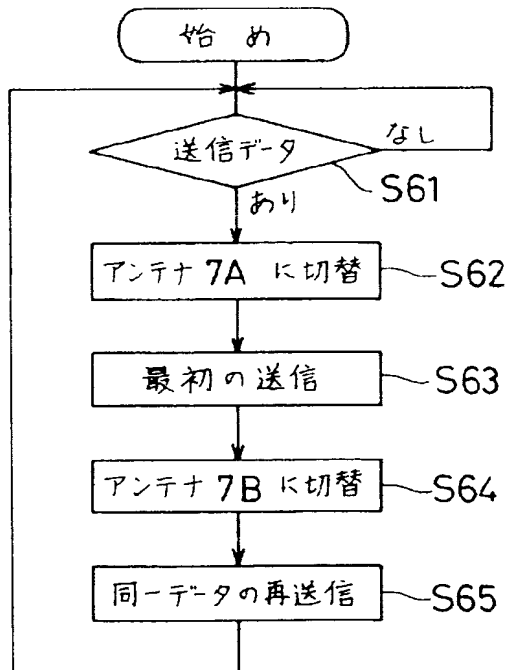 始め
送信データ
なし
S61
あり
アンテナ 7A に切替
S62
最初の送信
S63
アンテナ 7B に切替
S64
同一データの再送信
S65